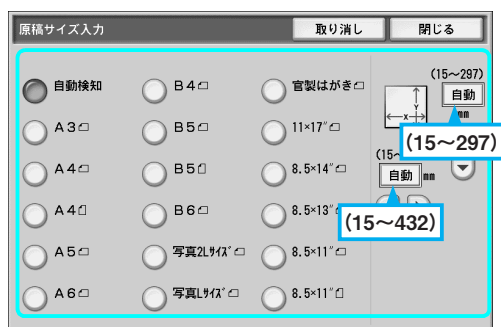 原稿サイズ入力 取り消し 閉じる
自動検知 B4 官製はがき
A3 B5 11×17"
A4 B5 8.5×14"
A4 B6 8.5×13"
A5 写真2Lサイズ 8.5×11"
A6 写真Lサイズ 8.5×11"
(15~297)
自動
Y
X
(15~297)
自動 mm
(15~432)